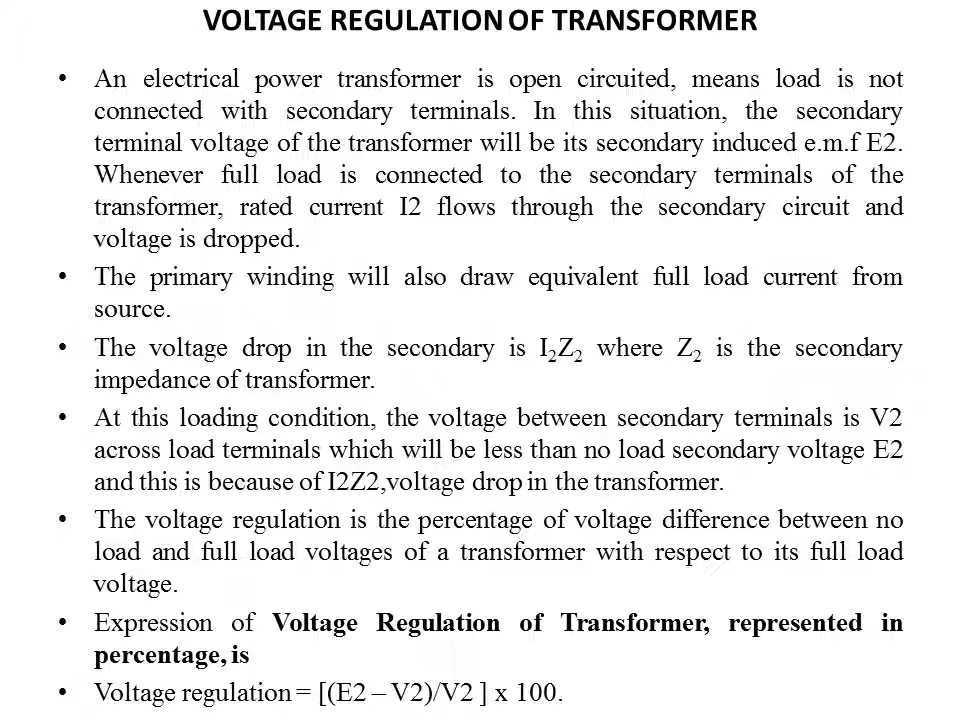 VOLTAGE REGULATION OF TRANSFORMER
• An electrical power transformer is open circuited, means load is not
connected with secondary terminals. In this situation, the secondary
terminal voltage of the transformer will be its secondary induced e.m.f E2.
Whenever full load is connected to the secondary terminals of the
transformer, rated current I2 flows through the secondary circuit and
voltage is dropped.
• The primary winding will also draw equivalent full load current from
source.
• The voltage drop in the secondary is I₂Z₂ where Z₂ is the secondary
impedance of transformer.
• At this loading condition, the voltage between secondary terminals is V2
across load terminals which will be less than no load secondary voltage E2
and this is because of I2Z2,voltage drop in the transformer.
• The voltage regulation is the percentage of voltage difference between no
load and full load voltages of a transformer with respect to its full load
voltage.
• Expression of Voltage Regulation of Transformer, represented in
percentage, is
• Voltage regulation = [(E2 – V2)/V2 ] x 100.